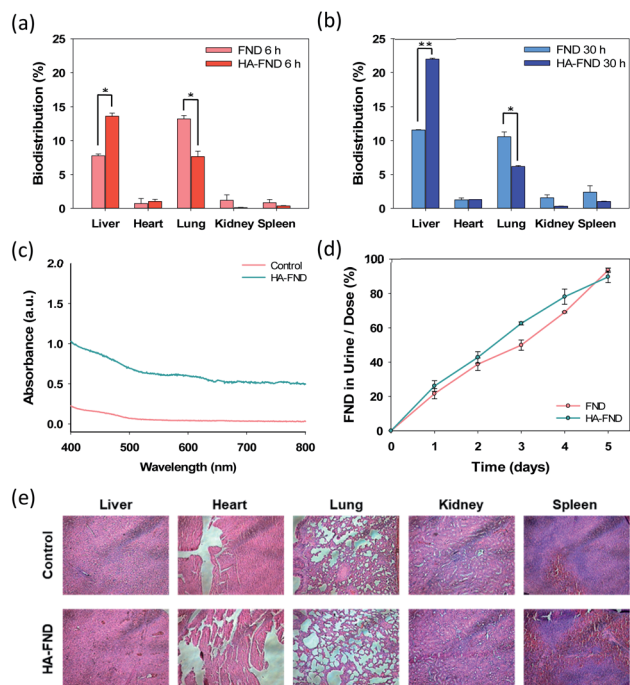 (a)
25
20
15
10
5
0
Biodistribution (%)
FND 6 h
HA-FND 6 h
*
*
Liver Heart Lung Kidney Spleen
(b)
25
20
15
10
5
0
Biodistribution (%)
FND 30 h
HA-FND 30 h
**
*
Liver Heart Lung Kidney Spleen
(c)
2.0
1.5
1.0
0.5
0.0
Absorbance (a.u.)
Control
HA-FND
400 500 600 700 800
Wavelength (nm)
(d)
100
80
60
40
20
0
FND in Urine / Dose (%)
FND
HA-FND
0 1 2 3 4 5
Time (days)
(e)
Liver Heart Lung Kidney Spleen
Control
HA-FND